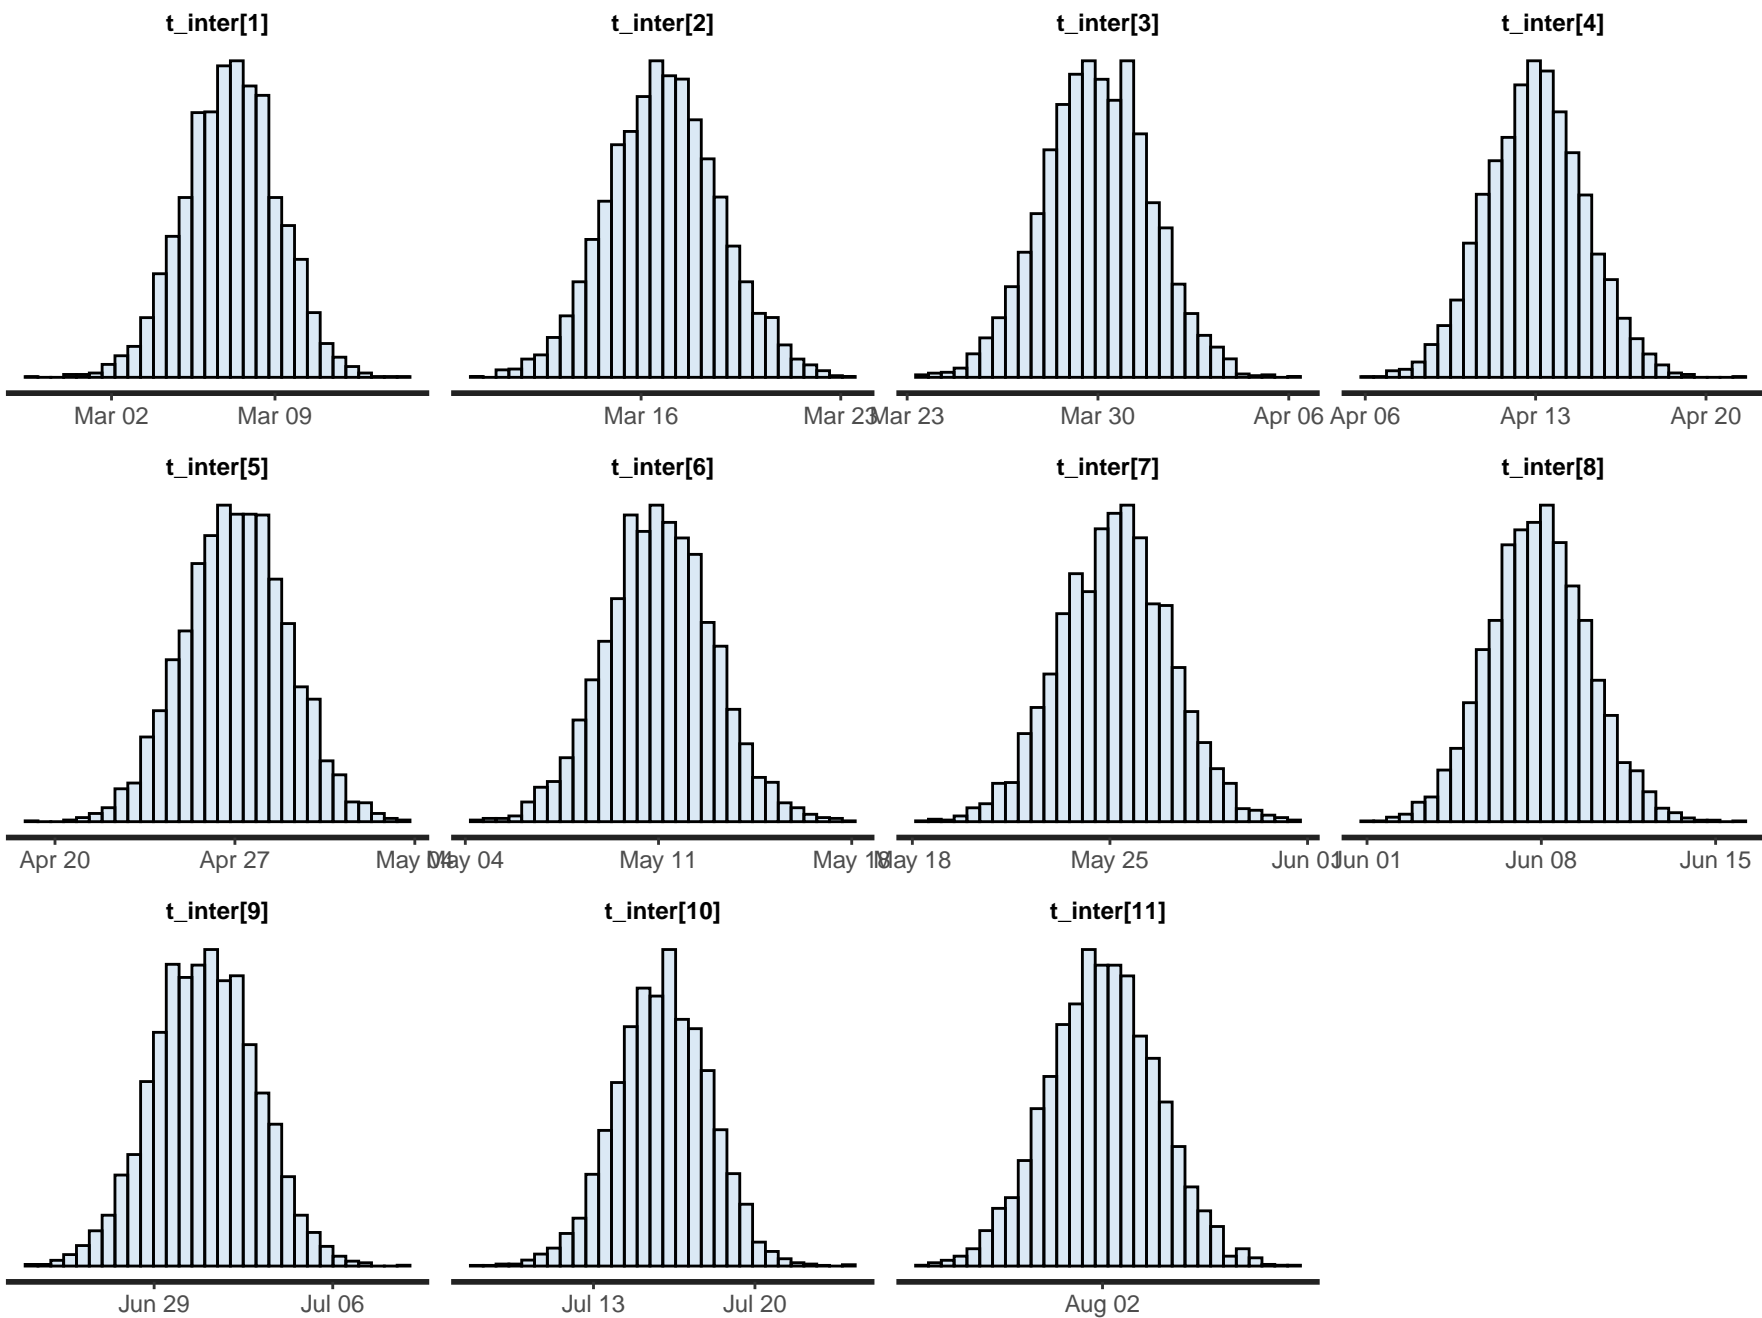 t_inter[1] t_inter[2] t_inter[3] t_inter[4]
Mar 02 Mar 09 Mar 16 Mar 23 Mar 23 Mar 30 Apr 06 Apr 06 Apr 13 Apr 20
t_inter[5] t_inter[6] t_inter[7] t_inter[8]
Apr 20 Apr 27 May 04 May 04 May 11 May 18 May 18 May 25 Jun 01 Jun 01 Jun 08 Jun 15
t_inter[9] t_inter[10] t_inter[11]
Jun 29 Jul 06 Jul 13 Jul 20 Aug 02